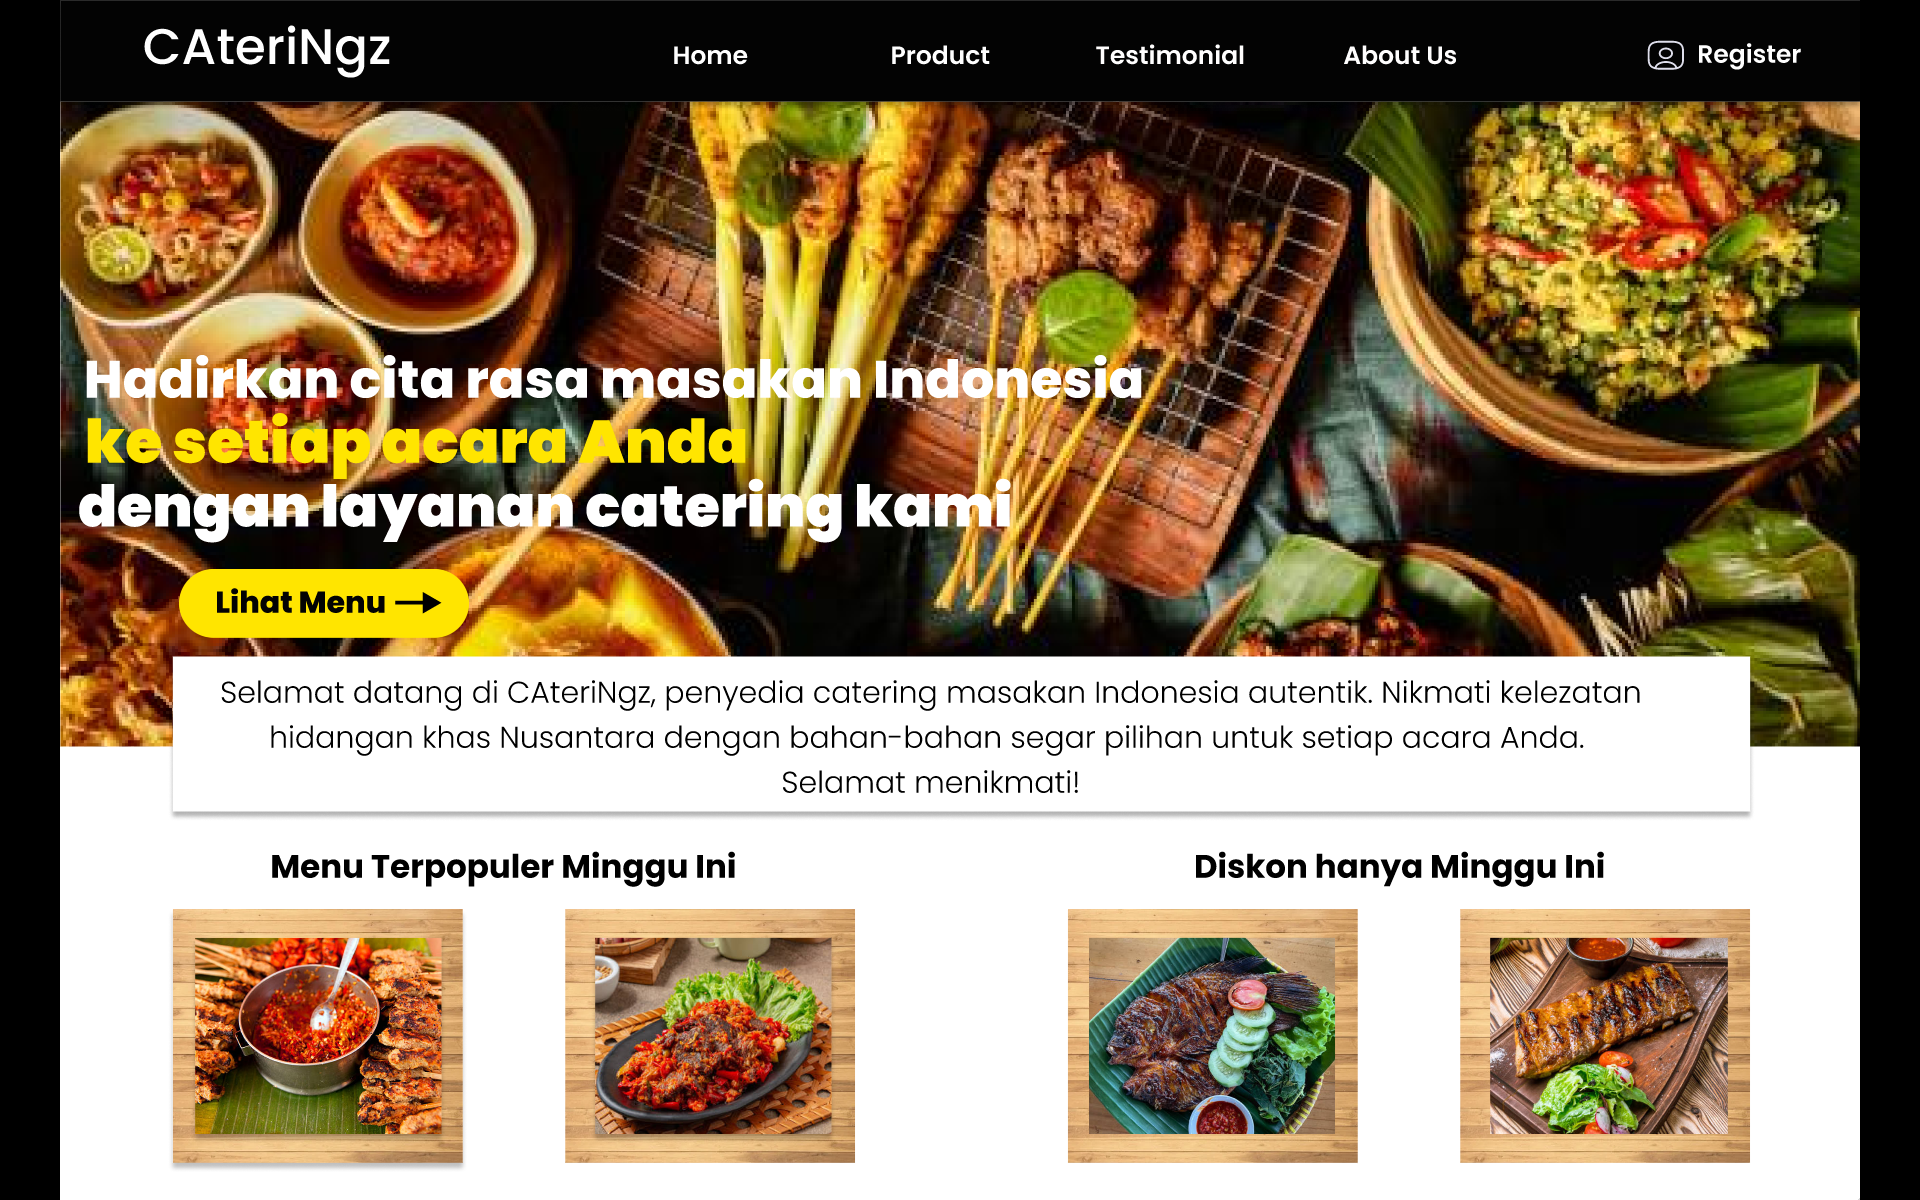 CAteriNgz
Home
Product
Testimonial
About Us
Register
Hadirkan cita rasa masakan Indonesia
ke setiap acara Anda
dengan layanan catering kami
Lihat Menu
Selamat datang di CAteriNgz, penyedia catering masakan Indonesia autentik. Nikmati kelezatan
hidangan khas Nusantara dengan bahan-bahan segar pilihan untuk setiap acara Anda.
Selamat menikmati!
Menu Terpopuler Minggu Ini
Diskon hanya Minggu Ini